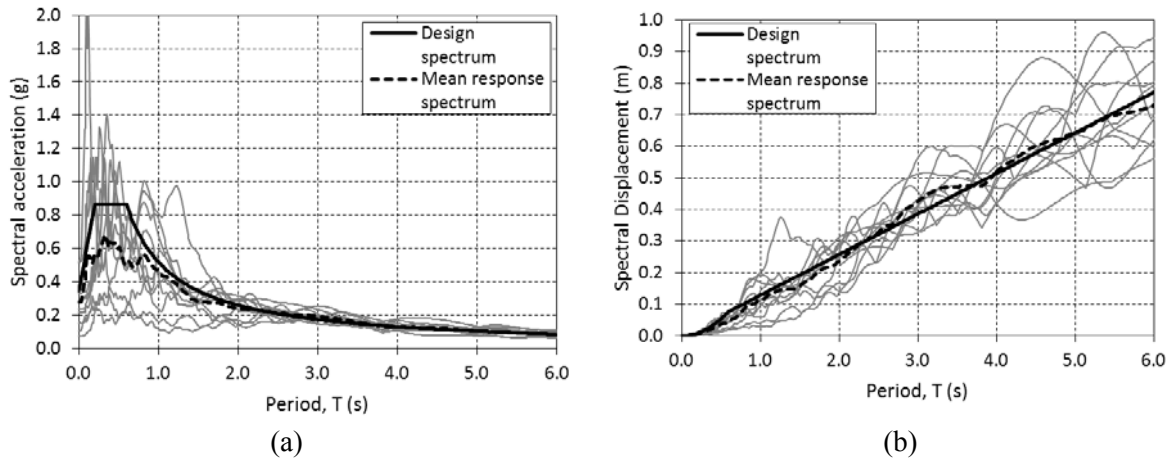 2.0
1.8
1.6
1.4
1.2
1.0
0.8
0.6
0.4
0.2
0.0
Spectral acceleration (g)
Design
spectrum
Mean response
spectrum
0.0 1.0 2.0 3.0 4.0 5.0 6.0
Period, T (s)
(a)
1.0
0.9
0.8
0.7
0.6
0.5
0.4
0.3
0.2
0.1
0.0
Spectral Displacement (m)
Design
spectrum
Mean response
spectrum
0.0 1.0 2.0 3.0 4.0 5.0 6.0
Period, T (s)
(b)